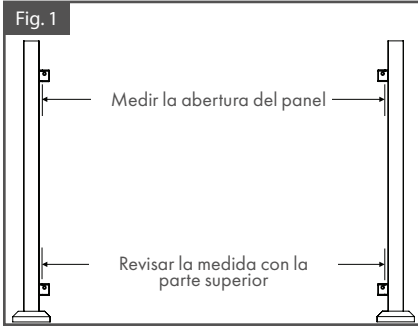 Fig. 1
Medir la abertura del panel
Revisar la medida con la
parte superior